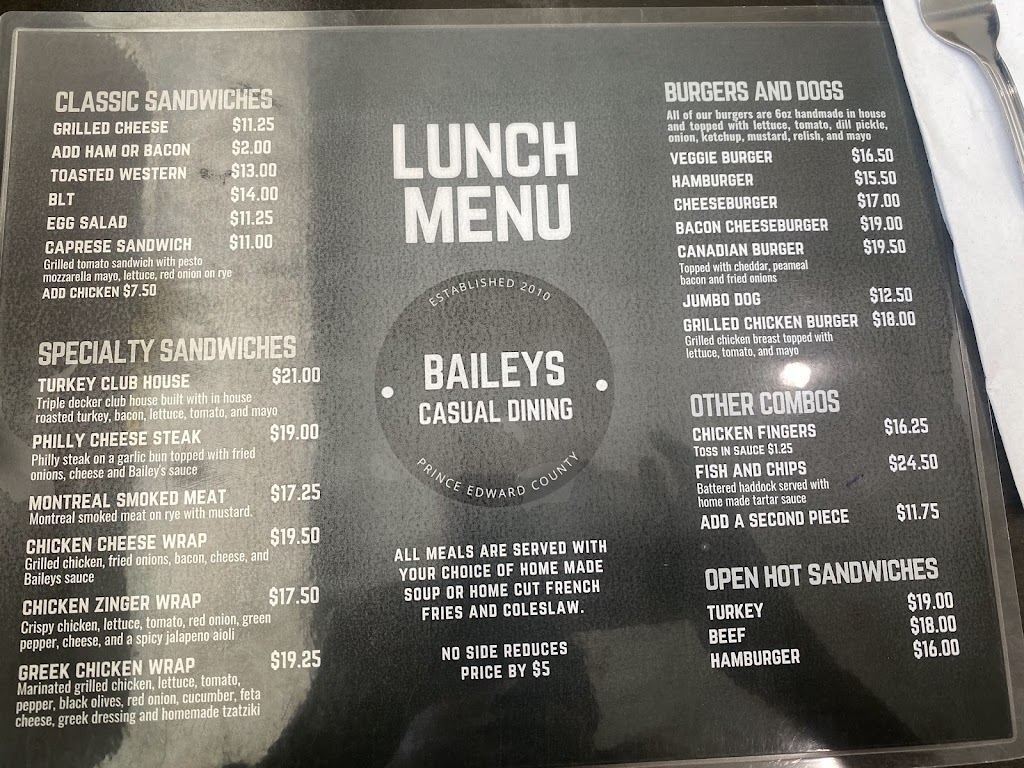 CLASSIC SANDWICHES
GRILLED CHEESE $11.25
ADD HAM OR BACON $2.00
TOASTED WESTERN $13.00
BLT $14.00
EGG SALAD $11.25
CAPRESE SANDWICH $11.00
Grilled tomato sandwich with pesto
mozzarella mayo, lettuce, red onion on rye
ADD CHICKEN $7.50
SPECIALTY SANDWICHES
TURKEY CLUB HOUSE $21.00
Triple decker club house built with in house
roasted turkey, bacon, lettuce, tomato, and mayo
PHILLY CHEESE STEAK $19.00
Philly steak on a garlic bun topped with fried
onions, cheese and Bailey's sauce
MONTREAL SMOKED MEAT $17.25
Montreal smoked meat on rye with mustard.
CHICKEN CHEESE WRAP $19.50
Grilled chicken, fried onions, bacon, cheese, and
Baileys sauce
CHICKEN ZINGER WRAP $17.50
Crispy chicken, lettuce, tomato, red onion, green
pepper, cheese, and a spicy jalapeno aioli
GREEK CHICKEN WRAP $19.25
Marinated grilled chicken, lettuce, tomato,
pepper, black olives, red onion, cucumber, feta
cheese, greek dressing and homemade tzatziki
LUNCH
MENU
ESTABLISHED 2010
BAILEYS
CASUAL DINING
PRINCE EDWARD COUNTY
ALL MEALS ARE SERVED WITH
YOUR CHOICE OF HOME MADE
SOUP OR HOME CUT FRENCH
FRIES AND COLESLAW.
NO SIDE REDUCES
PRICE BY $5
BURGERS AND DOGS
All of our burgers are 6oz handmade in house
and topped with lettuce, tomato, dill pickle,
onion, ketchup, mustard, relish, and mayo
VEGGIE BURGER $16.50
HAMBURGER $15.50
CHEESEBURGER $17.00
BACON CHEESEBURGER $19.00
CANADIAN BURGER $19.50
Topped with cheddar, peameal
bacon and fried onions
JUMBO DOG $12.50
GRILLED CHICKEN BURGER $18.00
Grilled chicken breast topped with
lettuce, tomato, and mayo
OTHER COMBOS
CHICKEN FINGERS $16.25
TOSS IN SAUCE $1.25
FISH AND CHIPS $24.50
Battered haddock served with
home made tartar sauce
ADD A SECOND PIECE $11.75
OPEN HOT SANDWICHES
TURKEY $19.00
BEEF $18.00
HAMBURGER $16.00